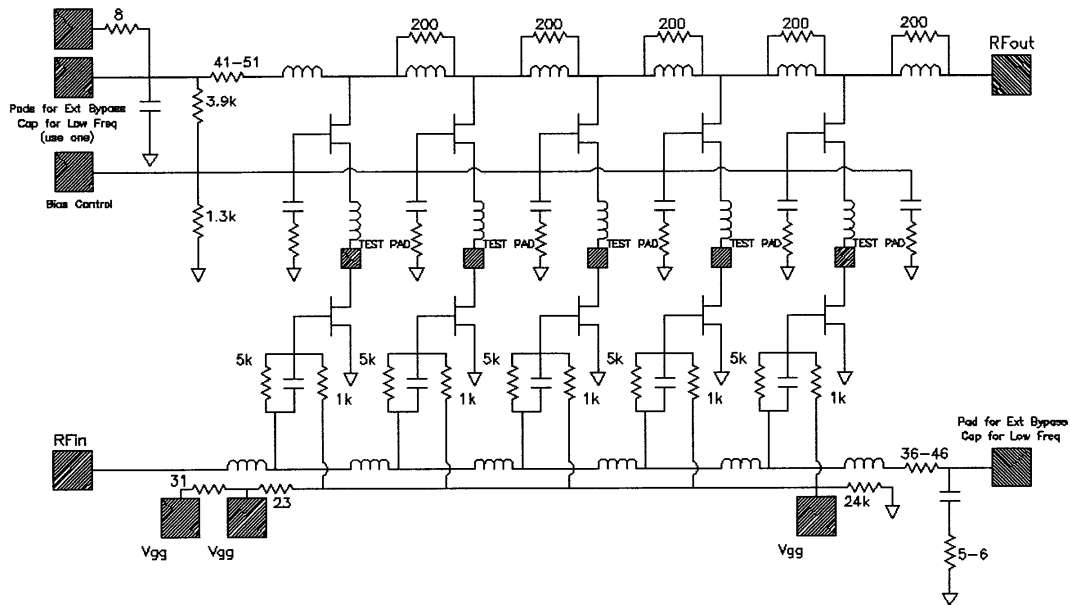 8
200
200
200
200
200
RFout
41-51
3.9k
Pads for Ext Bypass
Cap for Low Freq
(use one)
Bias Control
1.3k
TEST PAD
TEST PAD
TEST PAD
TEST PAD
TEST PAD
5k
5k
5k
5k
5k
1k
1k
1k
1k
1k
RFin
Pad for Ext Bypass
Cap for Low Freq
36-46
31
23
24k
Vgg
Vgg
Vgg
5-6